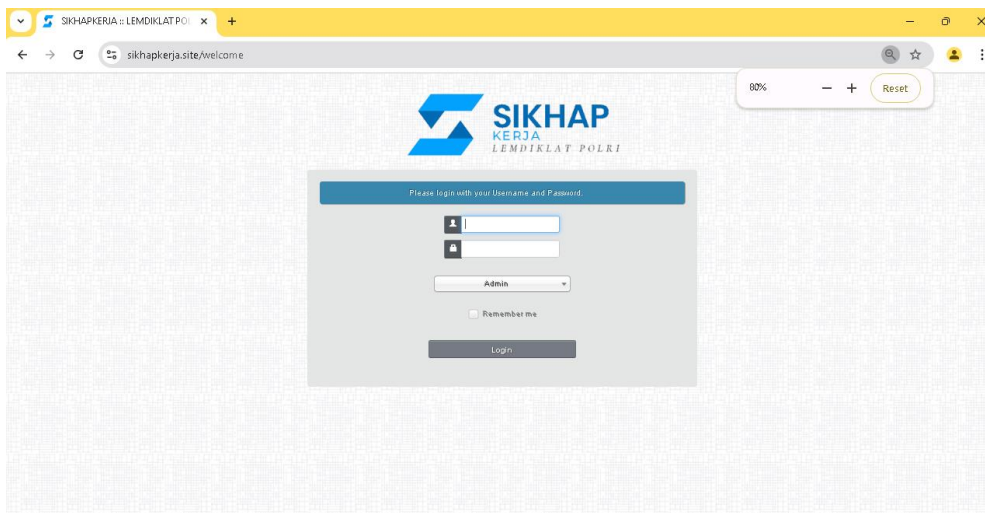 SIKHAPKERJA :: LEMDIKLAT POL
sikhapkerja.site/welcome
80%
Reset
SIKHAP
KERJA
LEMDIKLAT POLRI
Please login with your Username and Password.
Admin
Remember me
Login